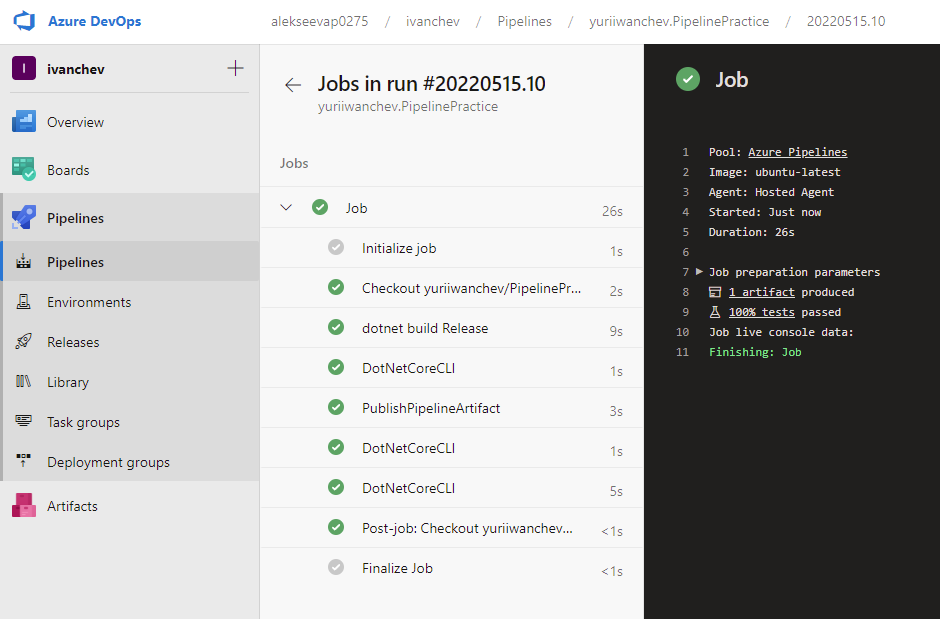 Azure DevOps
alekseevap0275 / ivanchev / Pipelines / yuriiwanchev.PipelinePractice / 20220515.10
I ivanchev +
Overview
Boards
Pipelines
Pipelines
Environments
Releases
Library
Task groups
Deployment groups
Artifacts
Jobs in run #20220515.10
yuriiwanchev.PipelinePractice
Jobs
Job 26s
Initialize job 1s
Checkout yuriiwanchev/PipelinePr... 2s
dotnet build Release 9s
DotNetCoreCLI 1s
PublishPipelineArtifact 3s
DotNetCoreCLI 1s
DotNetCoreCLI 5s
Post-job: Checkout yuriiwanchev... <1s
Finalize Job <1s
Job
1 Pool: Azure Pipelines
2 Image: ubuntu-latest
3 Agent: Hosted Agent
4 Started: Just now
5 Duration: 26s
6
7 Job preparation parameters
8 1 artifact produced
9 100% tests passed
10 Job live console data:
11 Finishing: Job